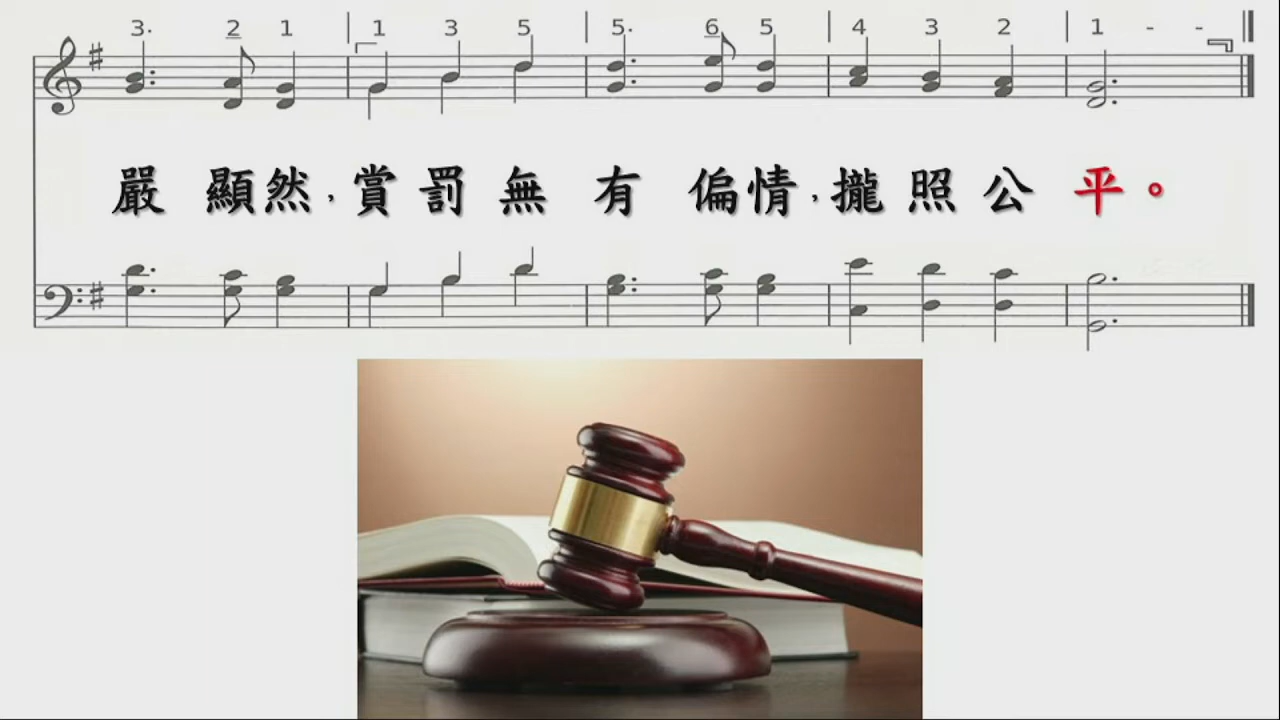 3. 2 1 | 1 3 5 | 5. 6 5 | 4 3 2 | 1 - -
嚴 顯然,賞罰無有偏情,攏照公平。